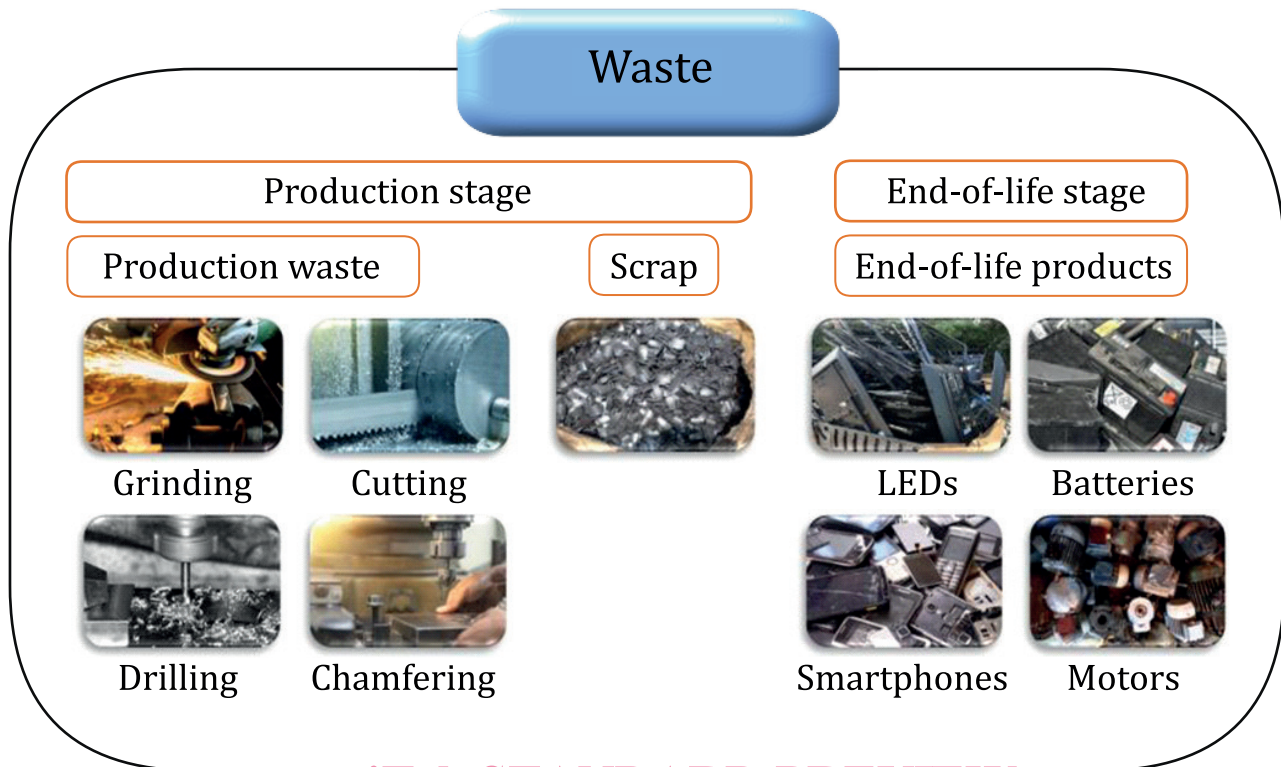 Waste
Production stage
End-of-life stage
Production waste
Scrap
End-of-life products
Grinding
Cutting
LEDs
Batteries
Drilling
Chamfering
Smartphones
Motors